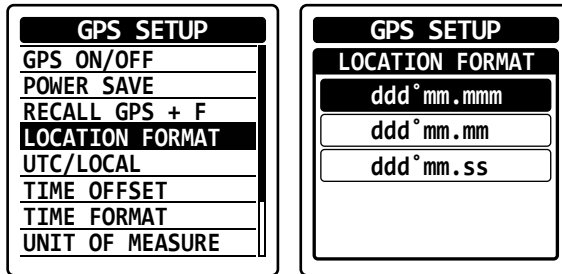 GPS SETUP
GPS ON/OFF
POWER SAVE
RECALL GPS + F
LOCATION FORMAT
UTC/LOCAL
TIME OFFSET
TIME FORMAT
UNIT OF MEASURE
GPS SETUP
LOCATION FORMAT
ddd°mm.mmm
ddd°mm.mm
ddd°mm.ss